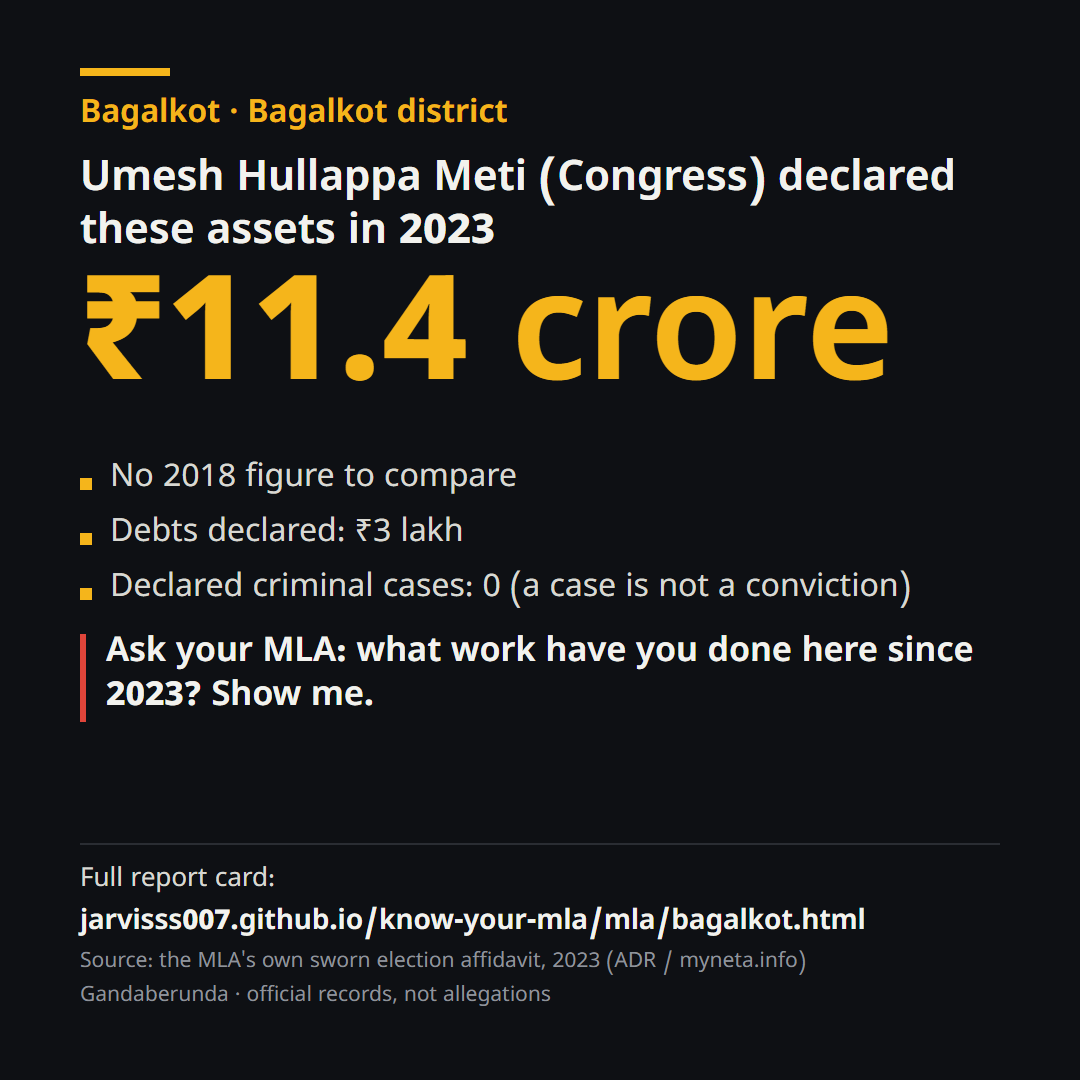 Bagalkot · Bagalkot district
Umesh Hullappa Meti (Congress) declared
these assets in 2023
₹11.4 crore
No 2018 figure to compare
Debts declared: ₹3 lakh
Declared criminal cases: 0 (a case is not a conviction)
Ask your MLA: what work have you done here since
2023? Show me.
Full report card:
jarvisss007.github.io/know-your-mla/mla/bagalkot.html
Source: the MLA's own sworn election affidavit, 2023 (ADR / myneta.info)
Gandaberunda · official records, not allegations